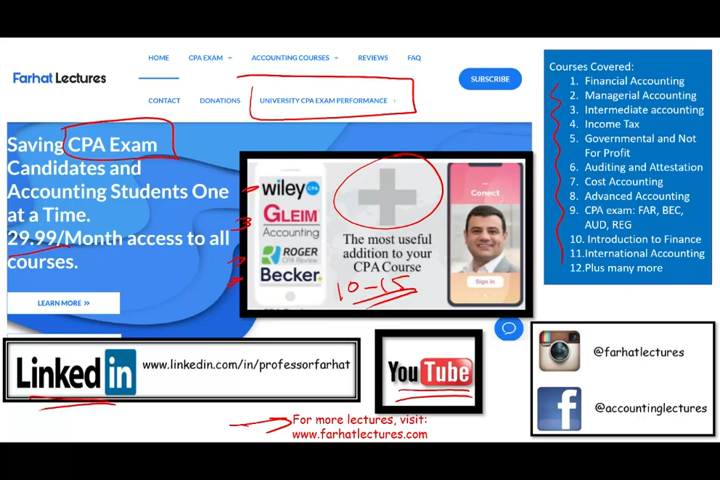 HOME
CPA EXAM
ACCOUNTING COURSES
REVIEWS
FAQ
Farhat Lectures
SUBSCRIBE
CONTACT
DONATIONS
UNIVERSITY CPA EXAM PERFORMANCE
Saving CPA Exam
Candidates and
Accounting Students One
at a Time.
29.99/Month access to all
courses.
LEARN MORE »
wiley CPA
GLEIM
Accounting
ROGER
CPA Review
Becker.
The most useful
addition to your
CPA Course
10-15
Conect
Sign in
Courses Covered:
1. Financial Accounting
2. Managerial Accounting
3. Intermediate accounting
4. Income Tax
5. Governmental and Not
For Profit
6. Auditing and Attestation
7. Cost Accounting
8. Advanced Accounting
9. CPA exam: FAR, BEC,
AUD, REG
10. Introduction to Finance
11. International Accounting
12. Plus many more
Linked in
www.linkedin.com/in/professorfarhat
You Tube
@farhatlectures
@accountinglectures
For more lectures, visit:
www.farhatlectures.com